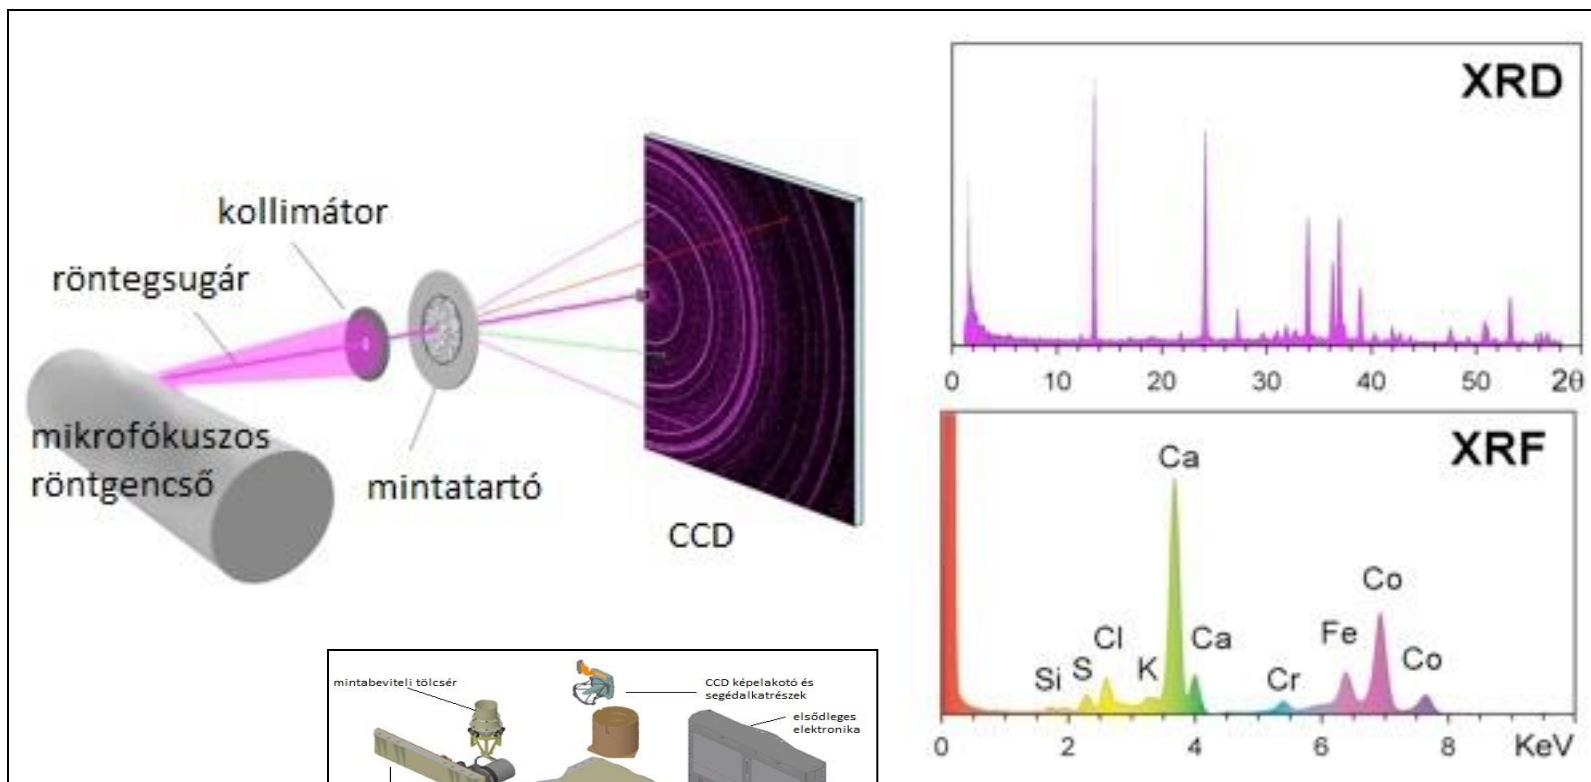 kollimátor
röntegsugár
mikrofókuszos
röntgencső
mintatartó
CCD
XRD
0 10 20 30 40 50 2θ
XRF
Ca
Co
Cl
Ca
Fe
Si
S
K
Cr
Co
0 2 4 6 8 KeV
mintabeviteli tölcsér
CCD képelakotó és
segédalkatrészek
elsődleges
elektronika